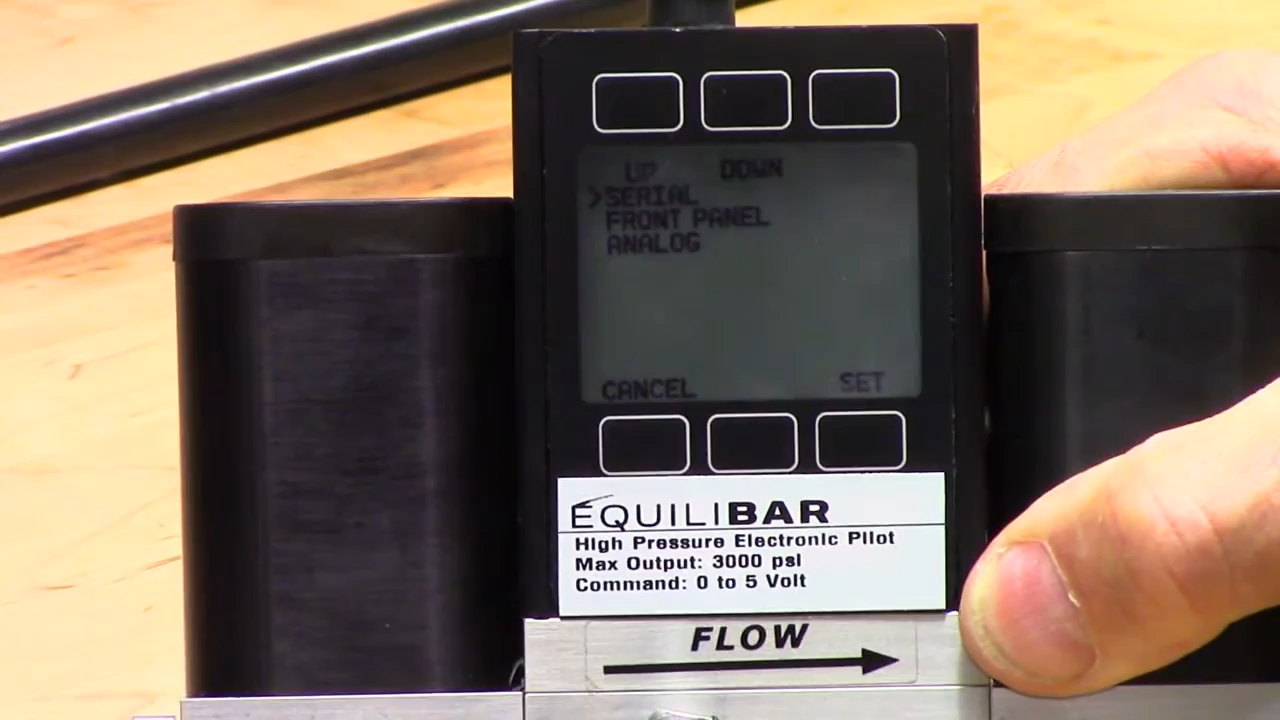 UP DOWN
>SERIAL
FRONT PANEL
ANALOG
CANCEL SET
EQUILIBAR
High Pressure Electronic Pilot
Max Output: 3000 psi
Command: 0 to 5 Volt
FLOW